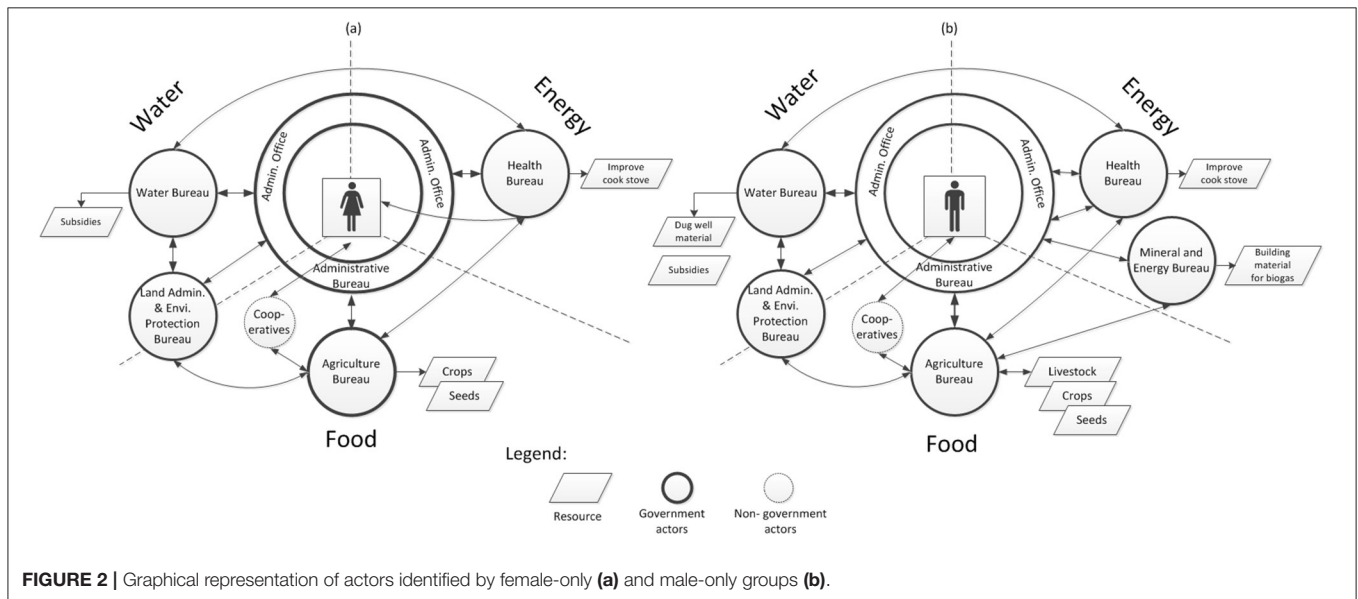 (a)
Water
Energy
Admin. Office
Admin. Office
Water Bureau
Health
Bureau
Improve
cook stove
Subsidies
Administrative
Bureau
Land Admin.
& Envi.
Protection
Bureau
Coop-
eratives
Agriculture
Bureau
Crops
Seeds
Food
(b)
Water
Energy
Admin. Office
Admin. Office
Water Bureau
Health
Bureau
Improve
cook stove
Dug well
material
Subsidies
Mineral and
Energy Bureau
Building
material
for biogas
Administrative
Bureau
Land Admin.
& Envi.
Protection
Bureau
Coop-
eratives
Agriculture
Bureau
Livestock
Crops
Seeds
Food
Legend:
Resource
Government
actors
Non- government
actors
FIGURE 2 | Graphical representation of actors identified by female-only (a) and male-only groups (b).